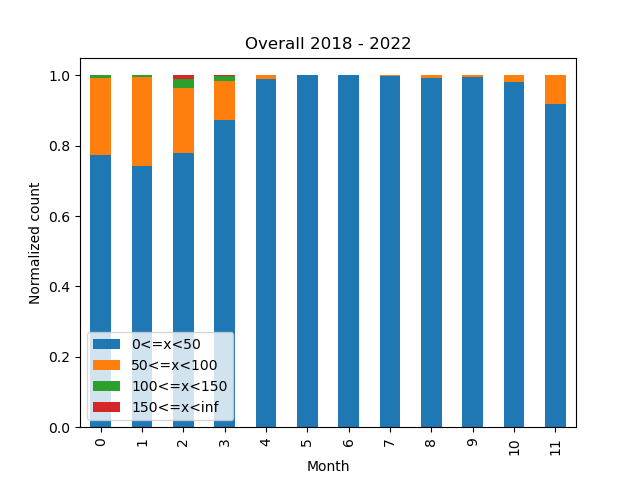 Overall 2018 - 2022
Normalized count
1.0
0.8
0.6
0.4
0.2
0.0
0<=x<50
50<=x<100
100<=x<150
150<=x<inf
0 1 2 3 4 5 6 7 8 9 10 11
Month